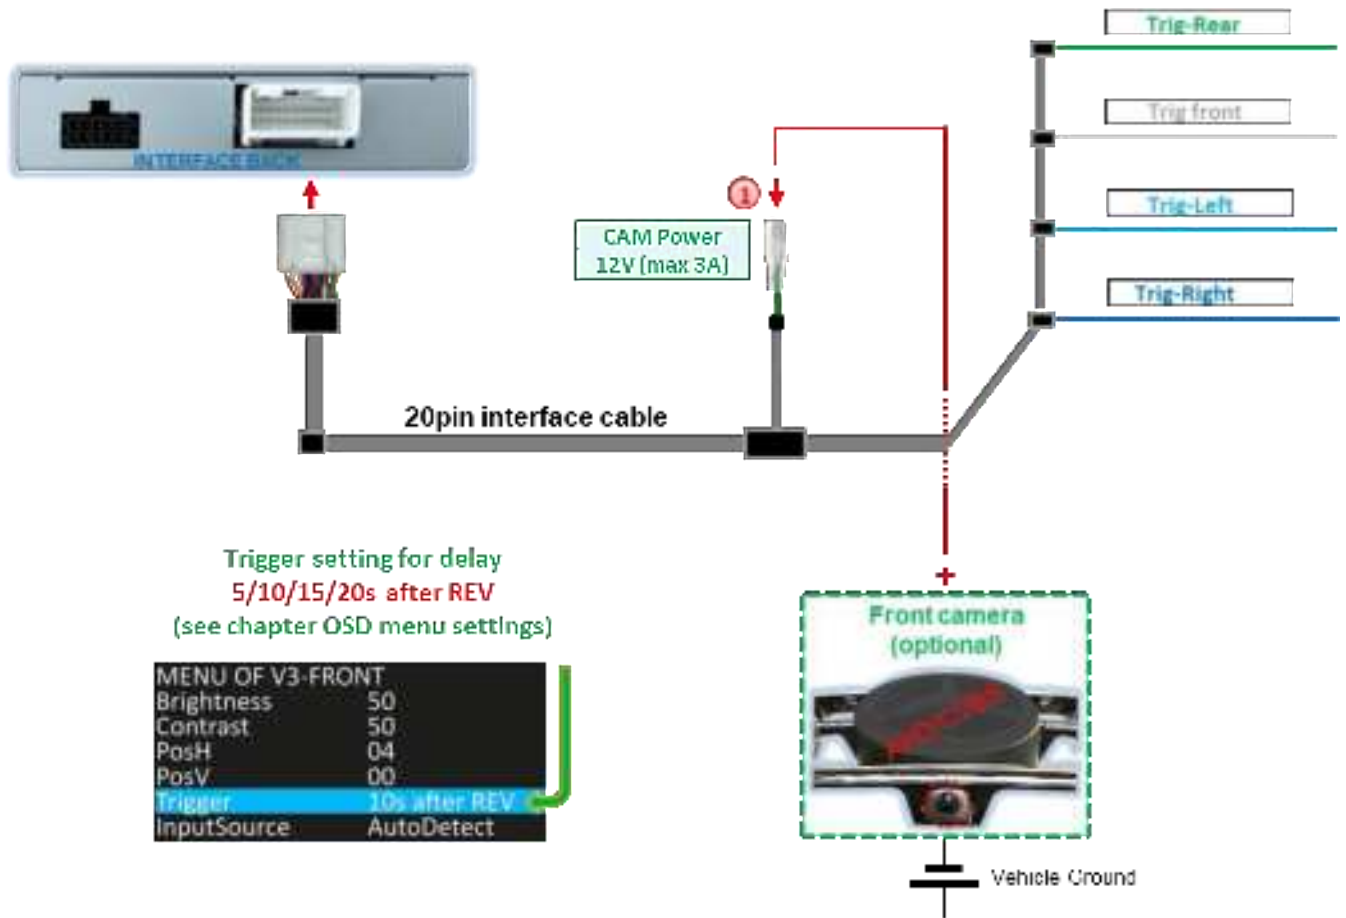 Trig-Rear
Trig front
Trig-Left
Trig-Right
INTERFACE BACK
1
CAM Power
12V (max 3A)
20pin interface cable
Trigger setting for delay
5/10/15/20s after REV
(see chapter OSD menu settings)
MENU OF V3-FRONT
Brightness 50
Contrast 50
PosH 04
PosV 00
Trigger 10s after REV
InputSource AutoDetect
+
Front camera
(optional)
Vehicle Ground